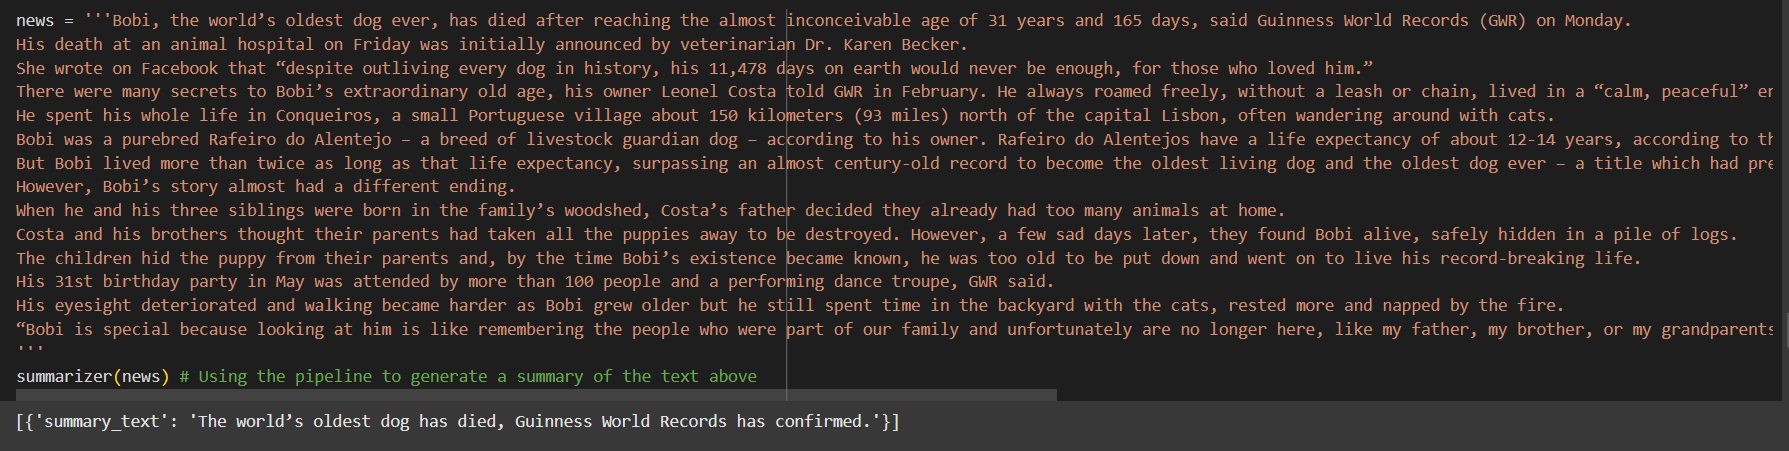 news = '''Bobi, the world’s oldest dog ever, has died after reaching the almost inconceivable age of 31 years and 165 days, said Guinness World Records (GWR) on Monday.
His death at an animal hospital on Friday was initially announced by veterinarian Dr. Karen Becker.
She wrote on Facebook that “despite outliving every dog in history, his 11,478 days on earth would never be enough, for those who loved him.”
There were many secrets to Bobi’s extraordinary old age, his owner Leonel Costa told GWR in February. He always roamed freely, without a leash or chain, lived in a “calm, peaceful”
He spent his whole life in Conqueiros, a small Portuguese village about 150 kilometers (93 miles) north of the capital Lisbon, often wandering around with cats.
Bobi was a purebred Rafeiro do Alentejo – a breed of livestock guardian dog – according to his owner. Rafeiro do Alentejos have a life expectancy of about 12-14 years, according to
But Bobi lived more than twice as long as that life expectancy, surpassing an almost century-old record to become the oldest living dog and the oldest dog ever – a title which had
However, Bobi’s story almost had a different ending.
When he and his three siblings were born in the family’s woodshed, Costa’s father decided they already had too many animals at home.
Costa and his brothers thought their parents had taken all the puppies away to be destroyed. However, a few sad days later, they found Bobi alive, safely hidden in a pile of logs.
The children hid the puppy from their parents and, by the time Bobi’s existence became known, he was too old to be put down and went on to live his record-breaking life.
His 31st birthday party in May was attended by more than 100 people and a performing dance troupe, GWR said.
His eyesight deteriorated and walking became harder as Bobi grew older but he still spent time in the backyard with the cats, rested more and napped by the fire.
“Bobi is special because looking at him is like remembering the people who were part of our family and unfortunately are no longer here, like my father, my brother, or my grandparents
'''
summarizer(news) # Using the pipeline to generate a summary of the text above
[{'summary_text': 'The world’s oldest dog has died, Guinness World Records has confirmed.'}]